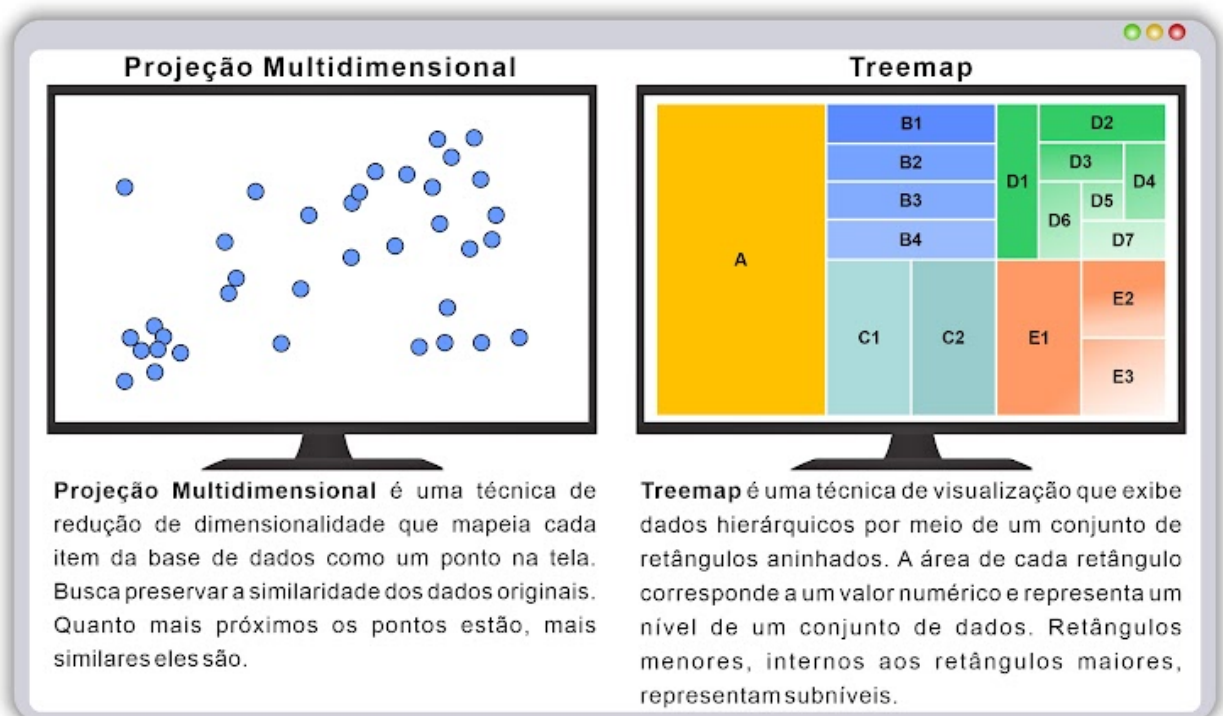 Projeção Multidimensional
Projeção Multidimensional é uma técnica de
redução de dimensionalidade que mapeia cada
item da base de dados como um ponto na tela.
Busca preservar a similaridade dos dados originais.
Quanto mais próximos os pontos estão, mais
similares eles são.
Treemap
A
B1
B2
B3
B4
C1
C2
D1
D2
D3
D4
D5
D6
D7
E1
E2
E3
Treemap é uma técnica de visualização que exibe
dados hierárquicos por meio de um conjunto de
retângulos aninhados. A área de cada retângulo
corresponde a um valor numérico e representa um
nível de um conjunto de dados. Retângulos
menores, internos aos retângulos maiores,
representam subníveis.